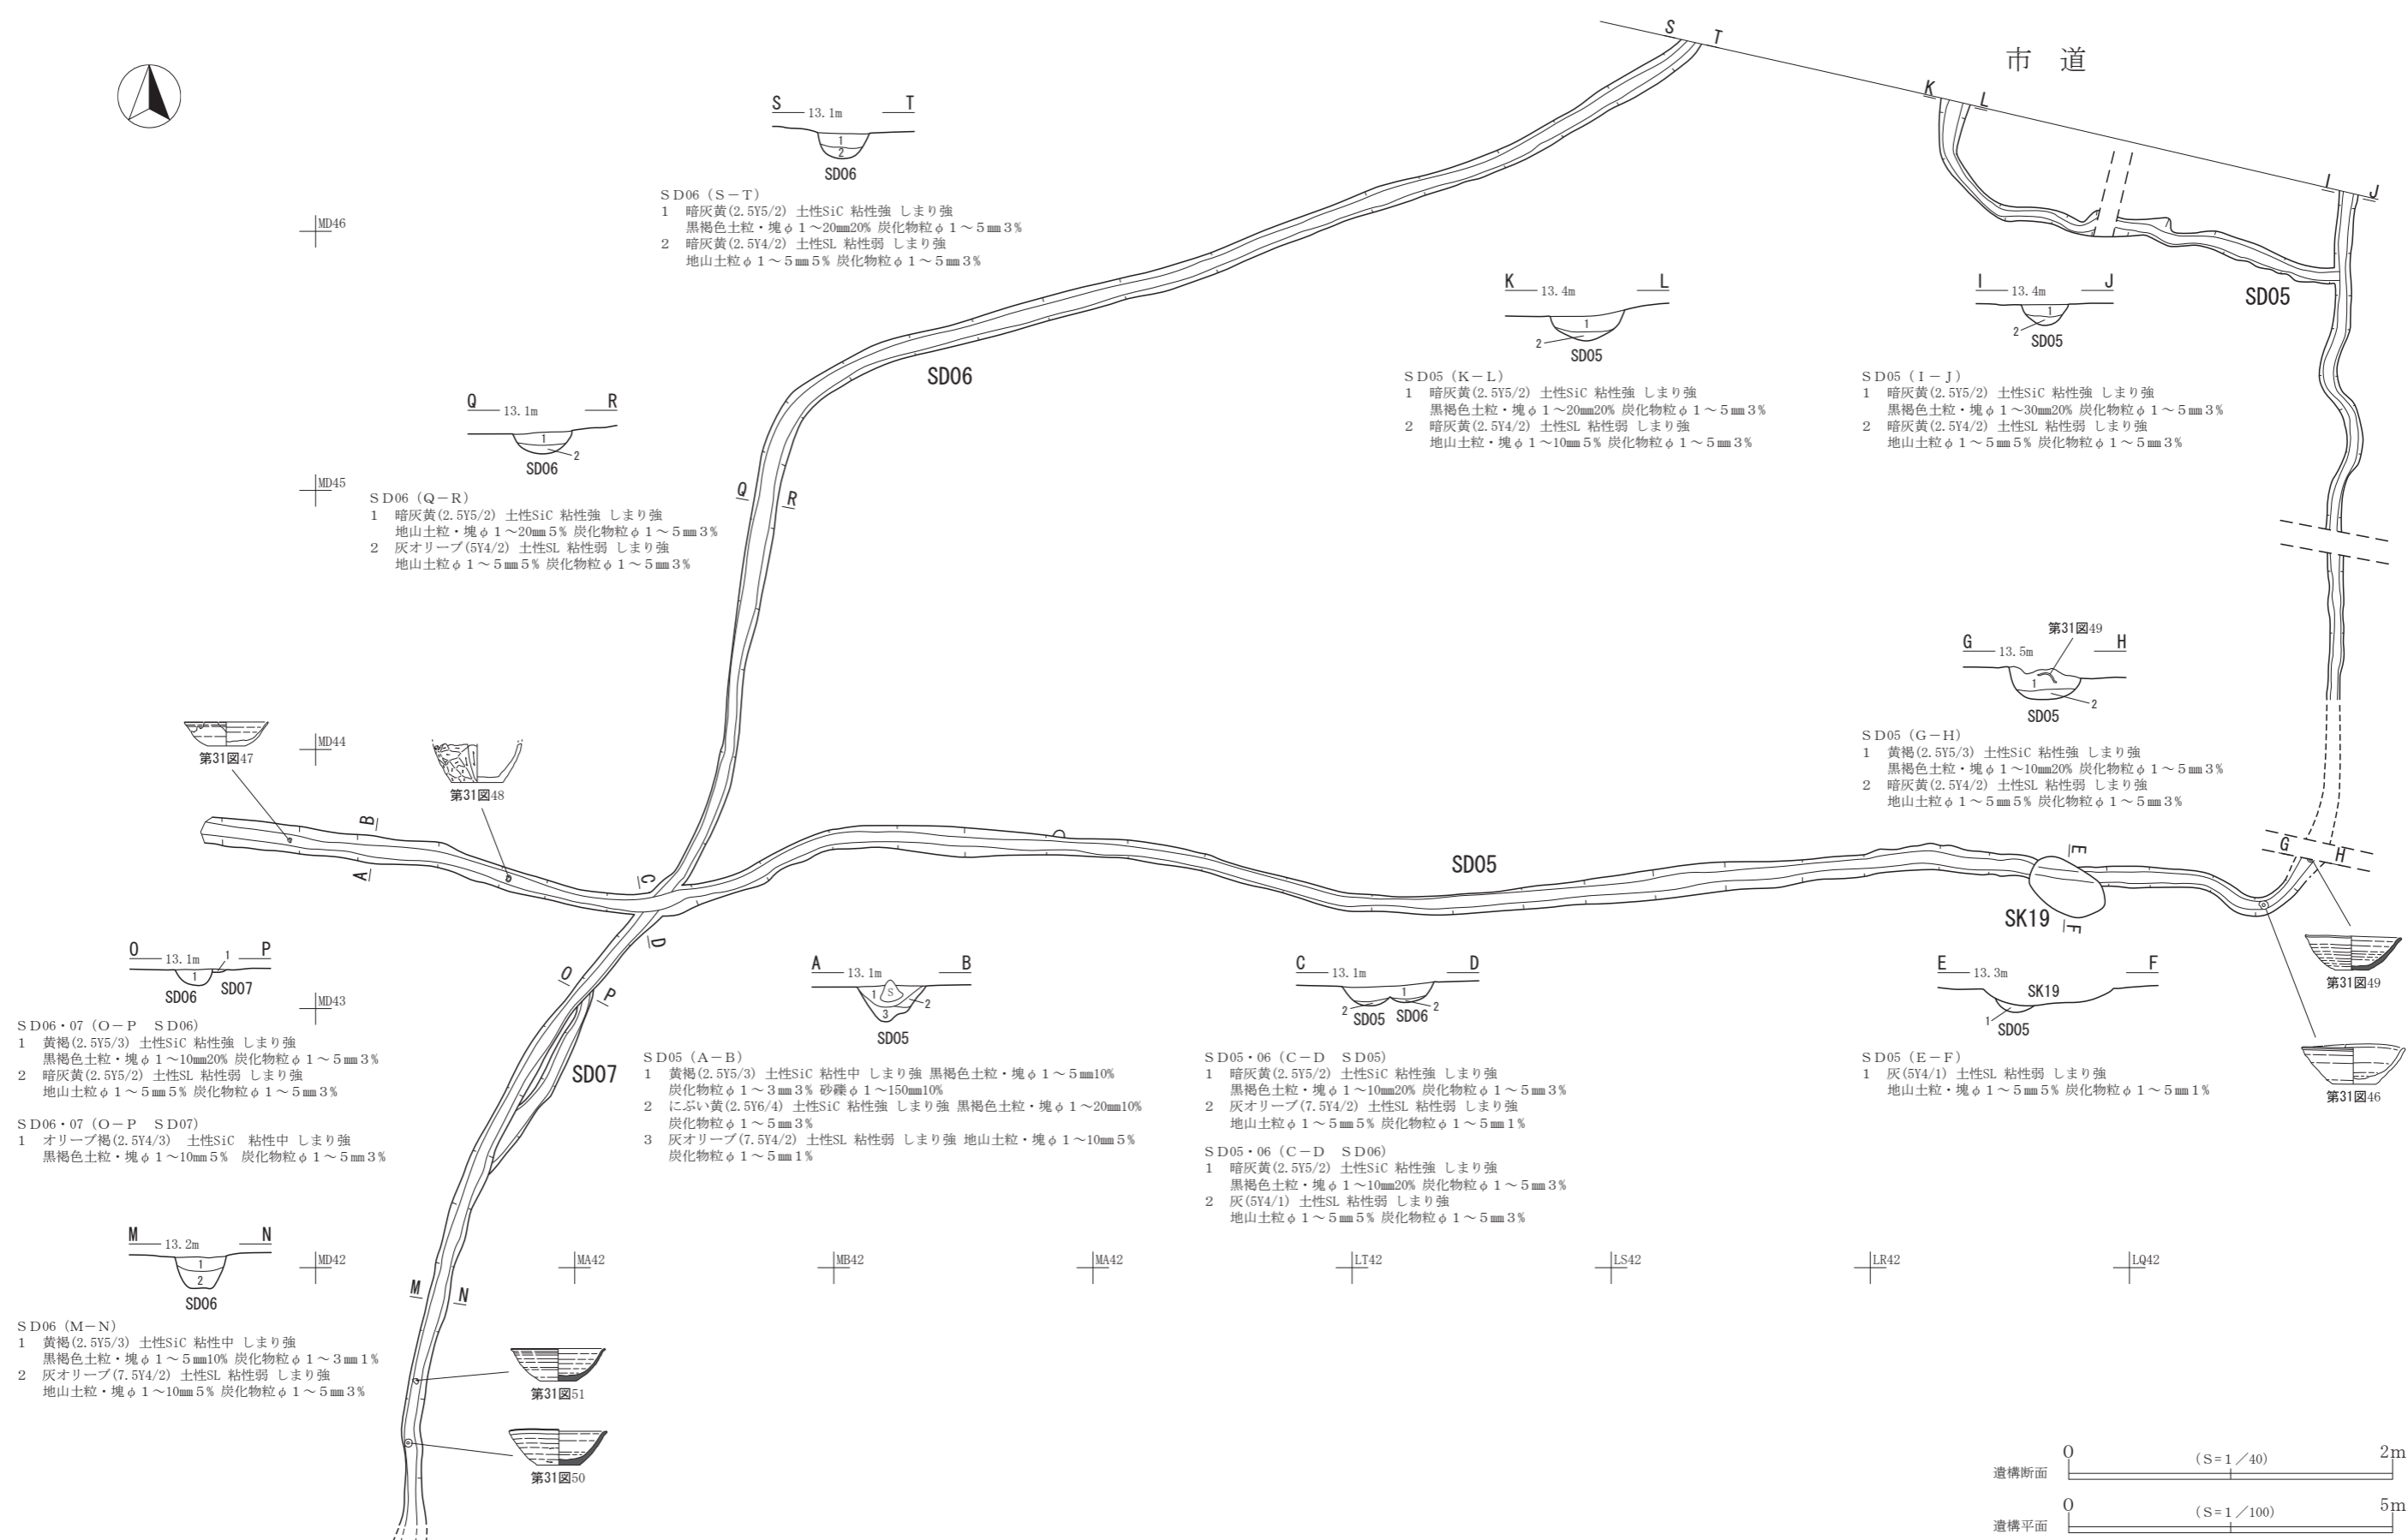 市 道
S T
K L
I J
S 13.1m T
1
2
SD06
SD06(S-T)
1 暗灰黄(2.5Y5/2) 土性SiC 粘性強 しまり強
黒褐色土粒・塊φ1～20㎜20% 炭化物粒φ1～5㎜3%
2 暗灰黄(2.5Y4/2) 土性SL 粘性弱 しまり強
地山土粒φ1～5㎜5% 炭化物粒φ1～5㎜3%
MD46
K 13.4m L
1
2
SD05
SD05(K-L)
1 暗灰黄(2.5Y5/2) 土性SiC 粘性強 しまり強
黒褐色土粒・塊φ1～20㎜20% 炭化物粒φ1～5㎜3%
2 暗灰黄(2.5Y4/2) 土性SL 粘性弱 しまり強
地山土粒・塊φ1～10㎜5% 炭化物粒φ1～5㎜3%
I 13.4m J
1
2
SD05
SD05(I-J)
1 暗灰黄(2.5Y5/2) 土性SiC 粘性強 しまり強
黒褐色土粒・塊φ1～30㎜20% 炭化物粒φ1～5㎜3%
2 暗灰黄(2.5Y4/2) 土性SL 粘性弱 しまり強
地山土粒φ1～5㎜5% 炭化物粒φ1～5㎜3%
SD05
SD06
Q 13.1m R
1
2
SD06
MD45
SD06(Q-R)
1 暗灰黄(2.5Y5/2) 土性SiC 粘性強 しまり強
地山土粒・塊φ1～20㎜5% 炭化物粒φ1～5㎜3%
2 灰オリーブ(5Y4/2) 土性SL 粘性弱 しまり強
地山土粒φ1～5㎜5% 炭化物粒φ1～5㎜3%
Q R
第31図49
G 13.5m H
1
2
SD05
SD05(G-H)
1 黄褐(2.5Y5/3) 土性SiC 粘性強 しまり強
黒褐色土粒・塊φ1～10㎜20% 炭化物粒φ1～5㎜3%
2 暗灰黄(2.5Y4/2) 土性SL 粘性弱 しまり強
地山土粒φ1～5㎜5% 炭化物粒φ1～5㎜3%
MD44
第31図47
第31図48
B
A
C
D
SD05
E
F
SK19
G H
第31図49
第31図46
O 13.1m P
1
1
SD06 SD07
MD43
SD06・07(O-P SD06)
1 黄褐(2.5Y5/3) 土性SiC 粘性強 しまり強
黒褐色土粒・塊φ1～10㎜20% 炭化物粒φ1～5㎜3%
2 暗灰黄(2.5Y5/2) 土性SL 粘性弱 しまり強
地山土粒φ1～5㎜5% 炭化物粒φ1～5㎜3%
SD06・07(O-P SD07)
1 オリーブ褐(2.5Y4/3) 土性SiC 粘性中 しまり強
黒褐色土粒・塊φ1～10㎜5% 炭化物粒φ1～5㎜3%
O P
SD07
A 13.1m B
1 S 2
3
SD05
SD05(A-B)
1 黄褐(2.5Y5/3) 土性SiC 粘性中 しまり強 黒褐色土粒・塊φ1～5㎜10%
炭化物粒φ1～3㎜3% 砂礫φ1～150㎜10%
2 にぶい黄(2.5Y6/4) 土性SiC 粘性強 しまり強 黒褐色土粒・塊φ1～20㎜10%
炭化物粒φ1～5㎜3%
3 灰オリーブ(7.5Y4/2) 土性SL 粘性弱 しまり強 地山土粒・塊φ1～10㎜5%
炭化物粒φ1～5㎜1%
C 13.1m D
1
2 2
SD05 SD06
SD05・06(C-D SD05)
1 暗灰黄(2.5Y5/2) 土性SiC 粘性強 しまり強
黒褐色土粒・塊φ1～10㎜20% 炭化物粒φ1～5㎜3%
2 灰オリーブ(7.5Y4/2) 土性SL 粘性弱 しまり強
地山土粒φ1～5㎜5% 炭化物粒φ1～5㎜1%
SD05・06(C-D SD06)
1 暗灰黄(2.5Y5/2) 土性SiC 粘性強 しまり強
黒褐色土粒・塊φ1～10㎜20% 炭化物粒φ1～5㎜3%
2 灰(5Y4/1) 土性SL 粘性弱 しまり強
地山土粒φ1～5㎜5% 炭化物粒φ1～5㎜3%
E 13.3m F
SK19
1
SD05
SD05(E-F)
1 灰(5Y4/1) 土性SL 粘性弱 しまり強
地山土粒・塊φ1～5㎜5% 炭化物粒φ1～5㎜1%
M 13.2m N
1
2
SD06
MD42 MA42 MB42 MA42 LT42 LS42 LR42 LQ42
SD06(M-N)
1 黄褐(2.5Y5/3) 土性SiC 粘性中 しまり強
黒褐色土粒・塊φ1～5㎜10% 炭化物粒φ1～3㎜1%
2 灰オリーブ(7.5Y4/2) 土性SL 粘性弱 しまり強
地山土粒・塊φ1～10㎜5% 炭化物粒φ1～5㎜3%
M N
第31図51
第31図50
遺構断面 0 (S=1/40) 2m
遺構平面 0 (S=1/100) 5m